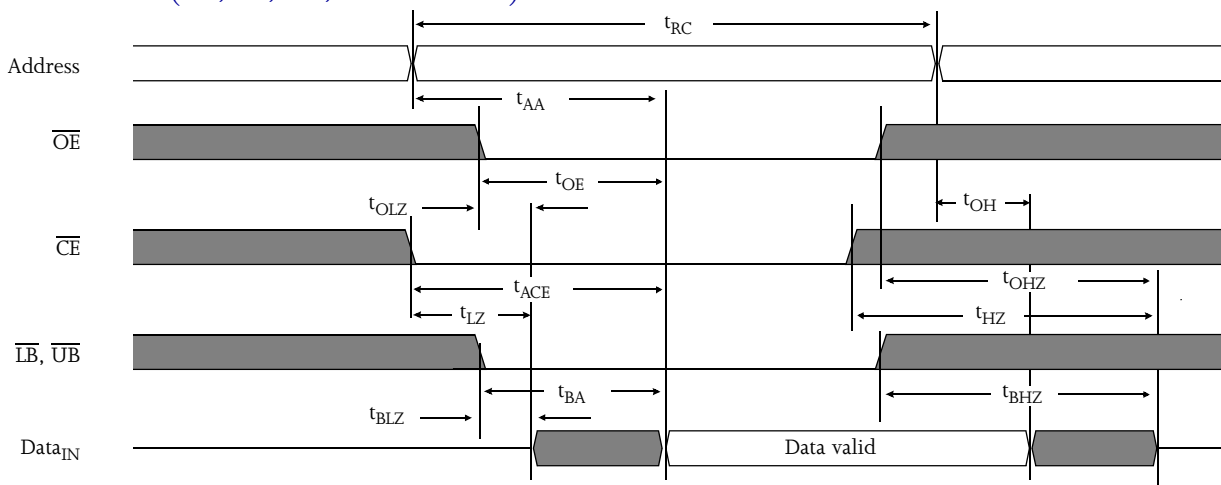 tRC
Address
tAA
OE
tOE
tOLZ
tOH
CE
tOHZ
tACE
tLZ
tHZ
LB, UB
tBA
tBHZ
tBLZ
DataIN
Data valid